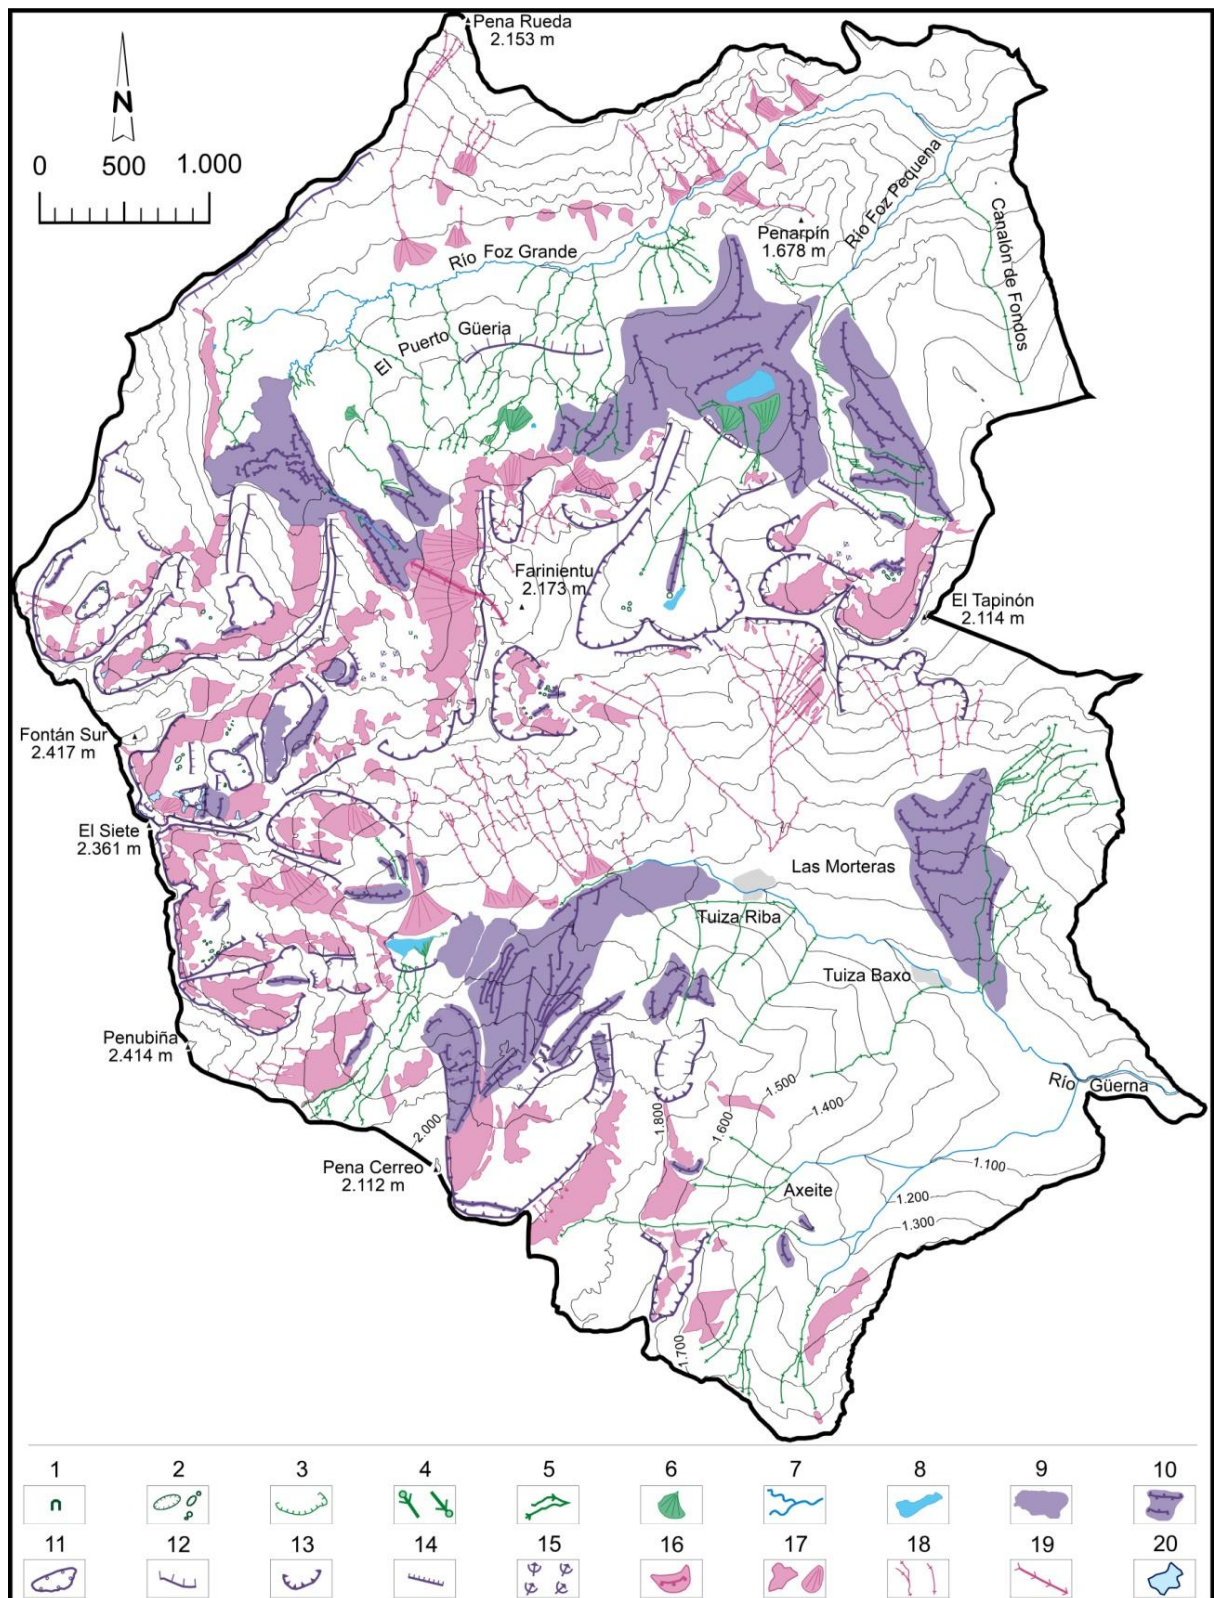 Pena Rueda
2.153 m
N
0 500 1.000
Río Foz Pequena
Canalón de Fondos
Penarpín
1.678 m
Río Foz Grande
El Puerto Güeria
Farinientu
2.173 m
El Tapinón
2.114 m
Fontán Sur
2.417 m
El Siete
2.361 m
Las Morteras
Tuiza Riba
Tuiza Baxo
Penubiña
2.414 m
Río Güerna
1.500
1.400
2.000
1.800
1.600
1.100
Pena Cerreo
2.112 m
Axeite
1.200
1.300
1.700
1 2 3 4 5 6 7 8 9 10
11 12 13 14 15 16 17 18 19 20